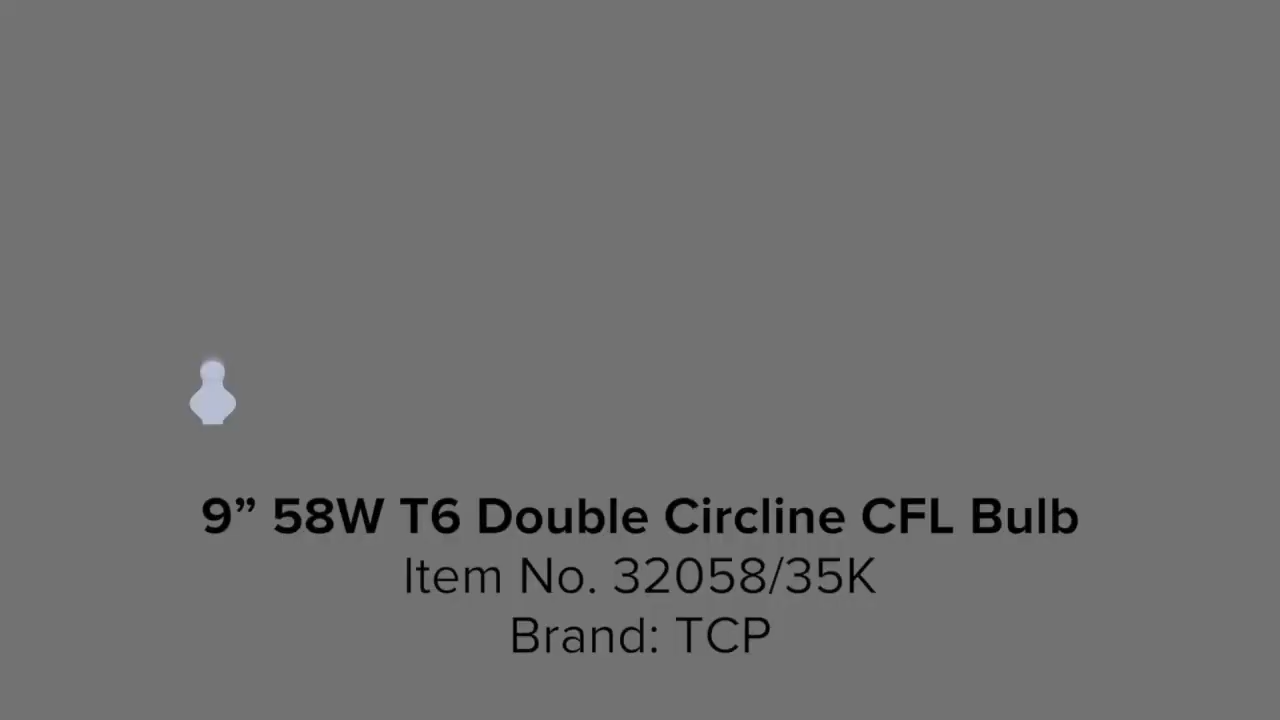 9” 58W T6 Double Circline CFL Bulb
Item No. 32058/35K
Brand: TCP